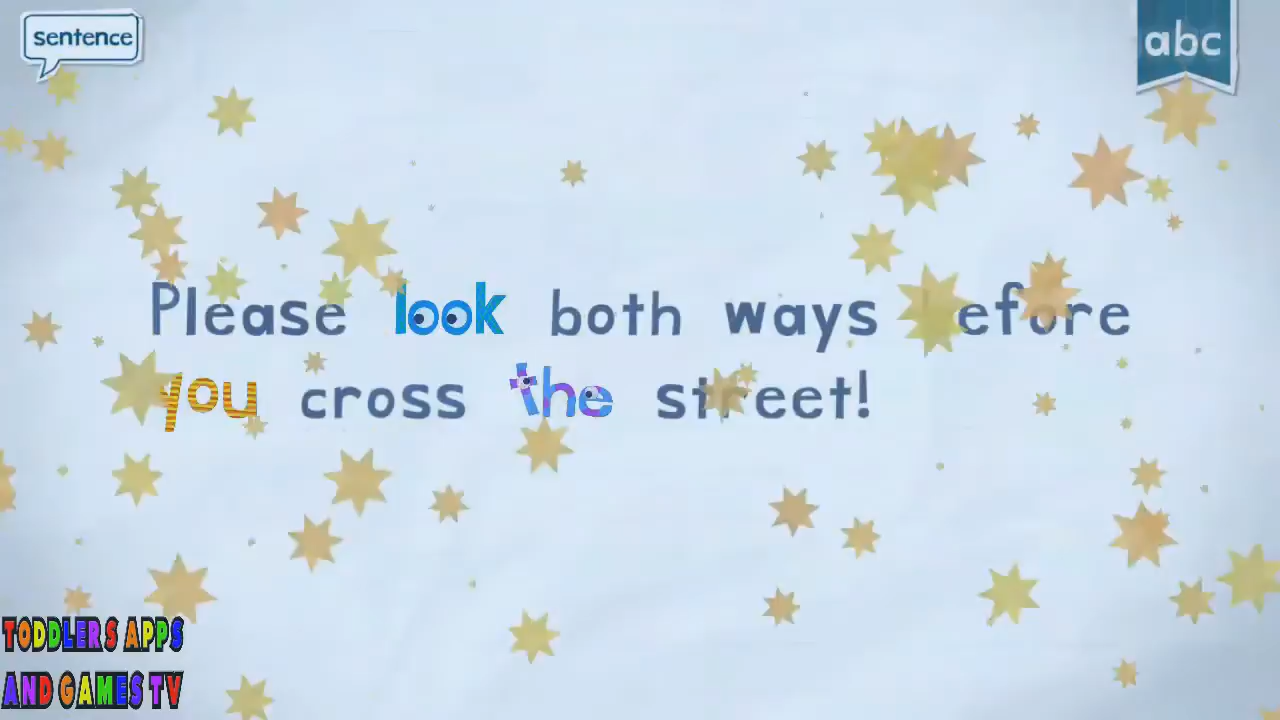 sentence
abc
Please look both ways before
you cross the street!
TODDLERS APPS
AND GAMES TV